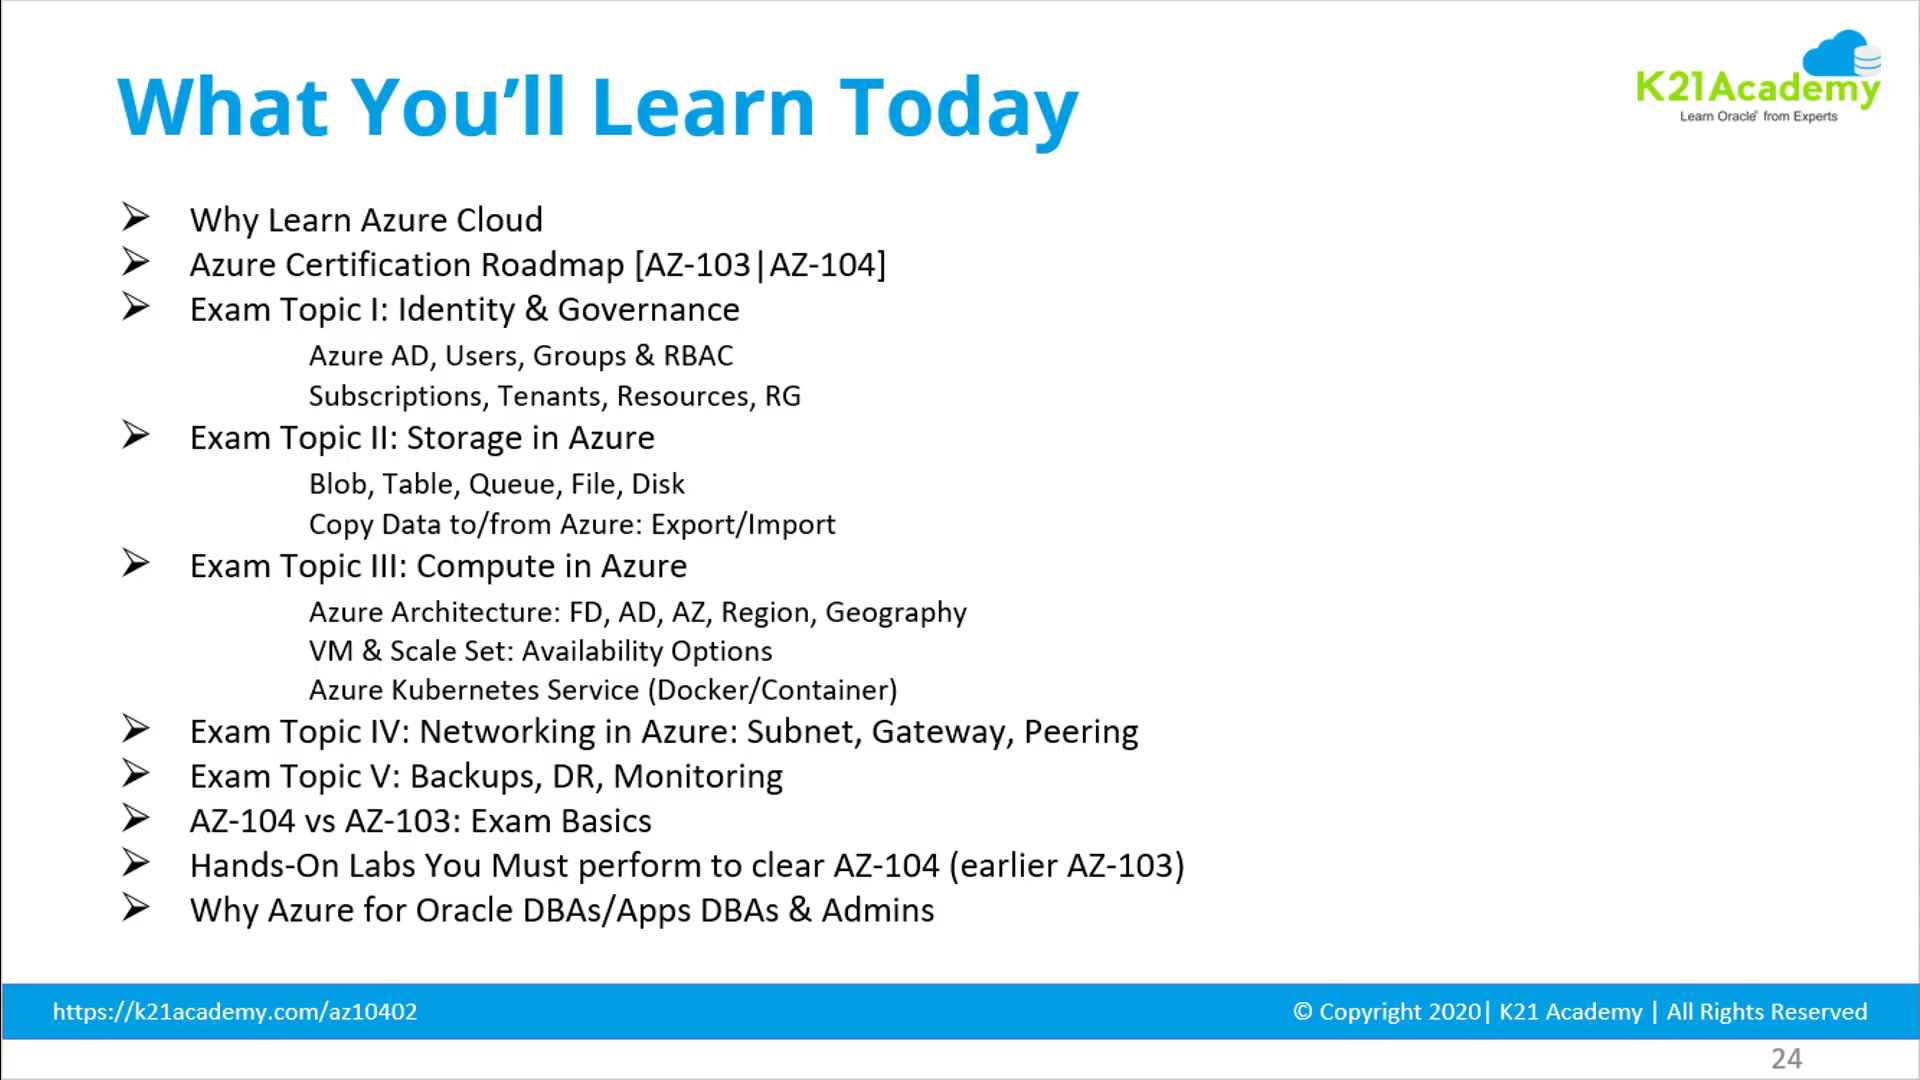 What You’ll Learn Today
K21Academy
Learn Oracle® from Experts
➢ Why Learn Azure Cloud
➢ Azure Certification Roadmap [AZ-103|AZ-104]
➢ Exam Topic I: Identity & Governance
Azure AD, Users, Groups & RBAC
Subscriptions, Tenants, Resources, RG
➢ Exam Topic II: Storage in Azure
Blob, Table, Queue, File, Disk
Copy Data to/from Azure: Export/Import
➢ Exam Topic III: Compute in Azure
Azure Architecture: FD, AD, AZ, Region, Geography
VM & Scale Set: Availability Options
Azure Kubernetes Service (Docker/Container)
➢ Exam Topic IV: Networking in Azure: Subnet, Gateway, Peering
➢ Exam Topic V: Backups, DR, Monitoring
➢ AZ-104 vs AZ-103: Exam Basics
➢ Hands-On Labs You Must perform to clear AZ-104 (earlier AZ-103)
➢ Why Azure for Oracle DBAs/Apps DBAs & Admins
https://k21academy.com/az10402
© Copyright 2020| K21 Academy | All Rights Reserved
24